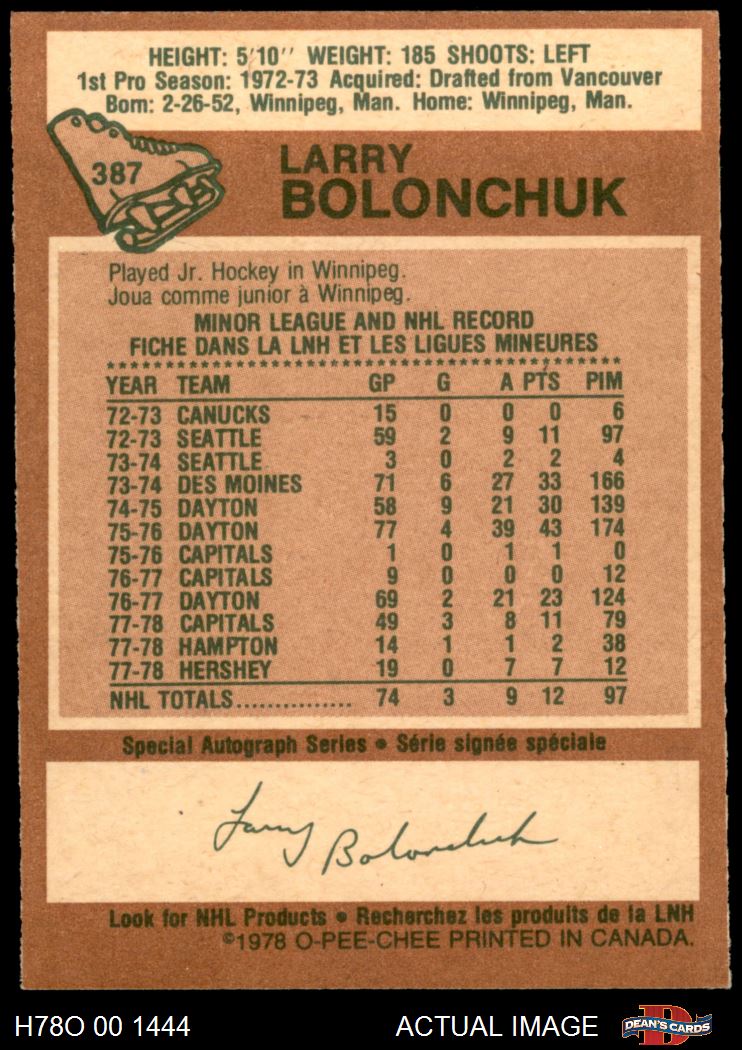 HEIGHT: 5'10'' WEIGHT: 185 SHOOTS: LEFT
1st Pro Season: 1972-73 Acquired: Drafted from Vancouver
Born: 2-26-52, Winnipeg, Man. Home: Winnipeg, Man.
387
LARRY
BOLONCHUK
Played Jr. Hockey in Winnipeg.
Joua comme junior à Winnipeg.
MINOR LEAGUE AND NHL RECORD
FICHE DANS LA LNH ET LES LIGUES MINEURES
YEAR TEAM GP G A PTS PIM
72-73 CANUCKS 15 0 0 0 6
72-73 SEATTLE 59 2 9 11 97
73-74 SEATTLE 3 0 2 2 4
73-74 DES MOINES 71 6 27 33 166
74-75 DAYTON 58 9 21 30 139
75-76 DAYTON 77 4 39 43 174
75-76 CAPITALS 1 0 1 1 0
76-77 CAPITALS 9 0 0 0 12
76-77 DAYTON 69 2 21 23 124
77-78 CAPITALS 49 3 8 11 79
77-78 HAMPTON 14 1 1 2 38
77-78 HERSHEY 19 0 7 7 12
NHL TOTALS............... 74 3 9 12 97
Special Autograph Series • Série signée spéciale
Larry Bolonchuk
Look for NHL Products • Recherchez les produits de la LNH
©1978 O-PEE-CHEE PRINTED IN CANADA.
H78O 00 1444 ACTUAL IMAGE D DEAN'S CARDS